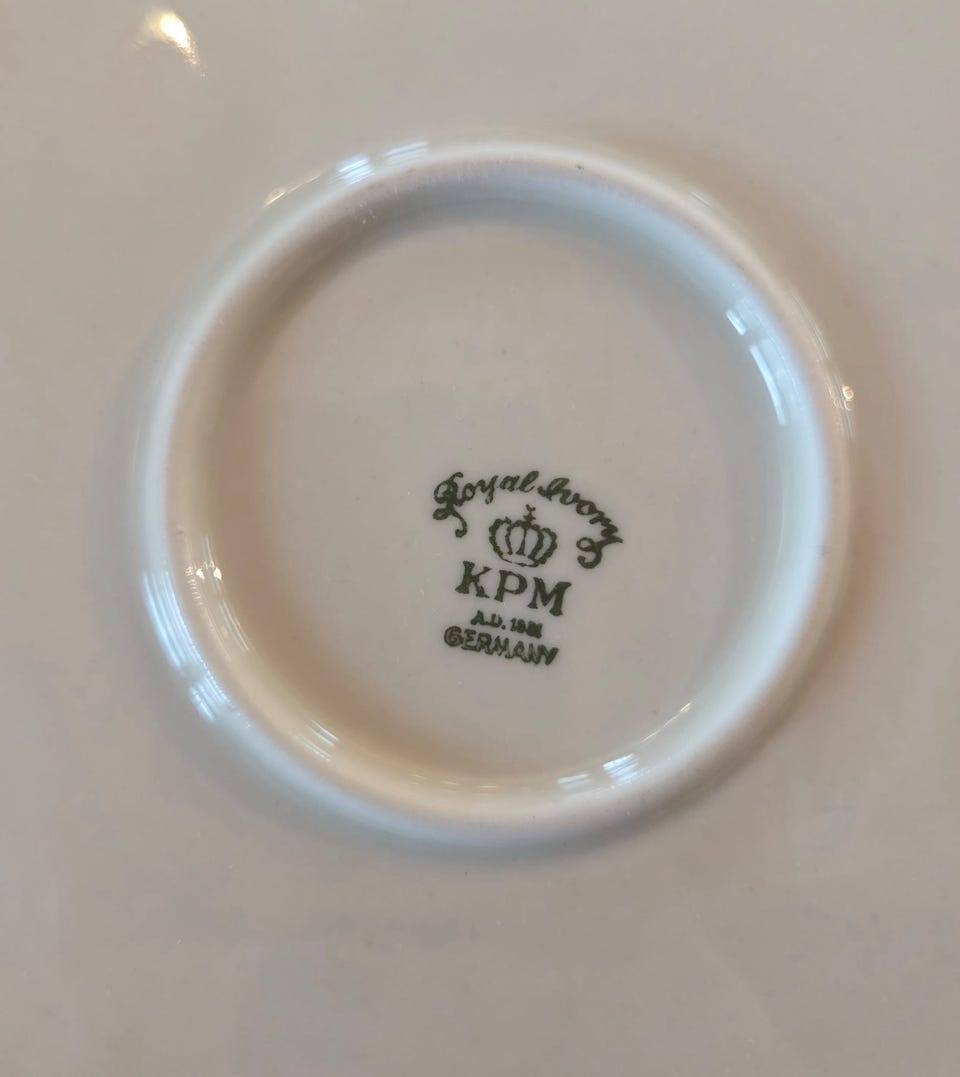 Royal Ivory
KPM
A.D.
GERMANY